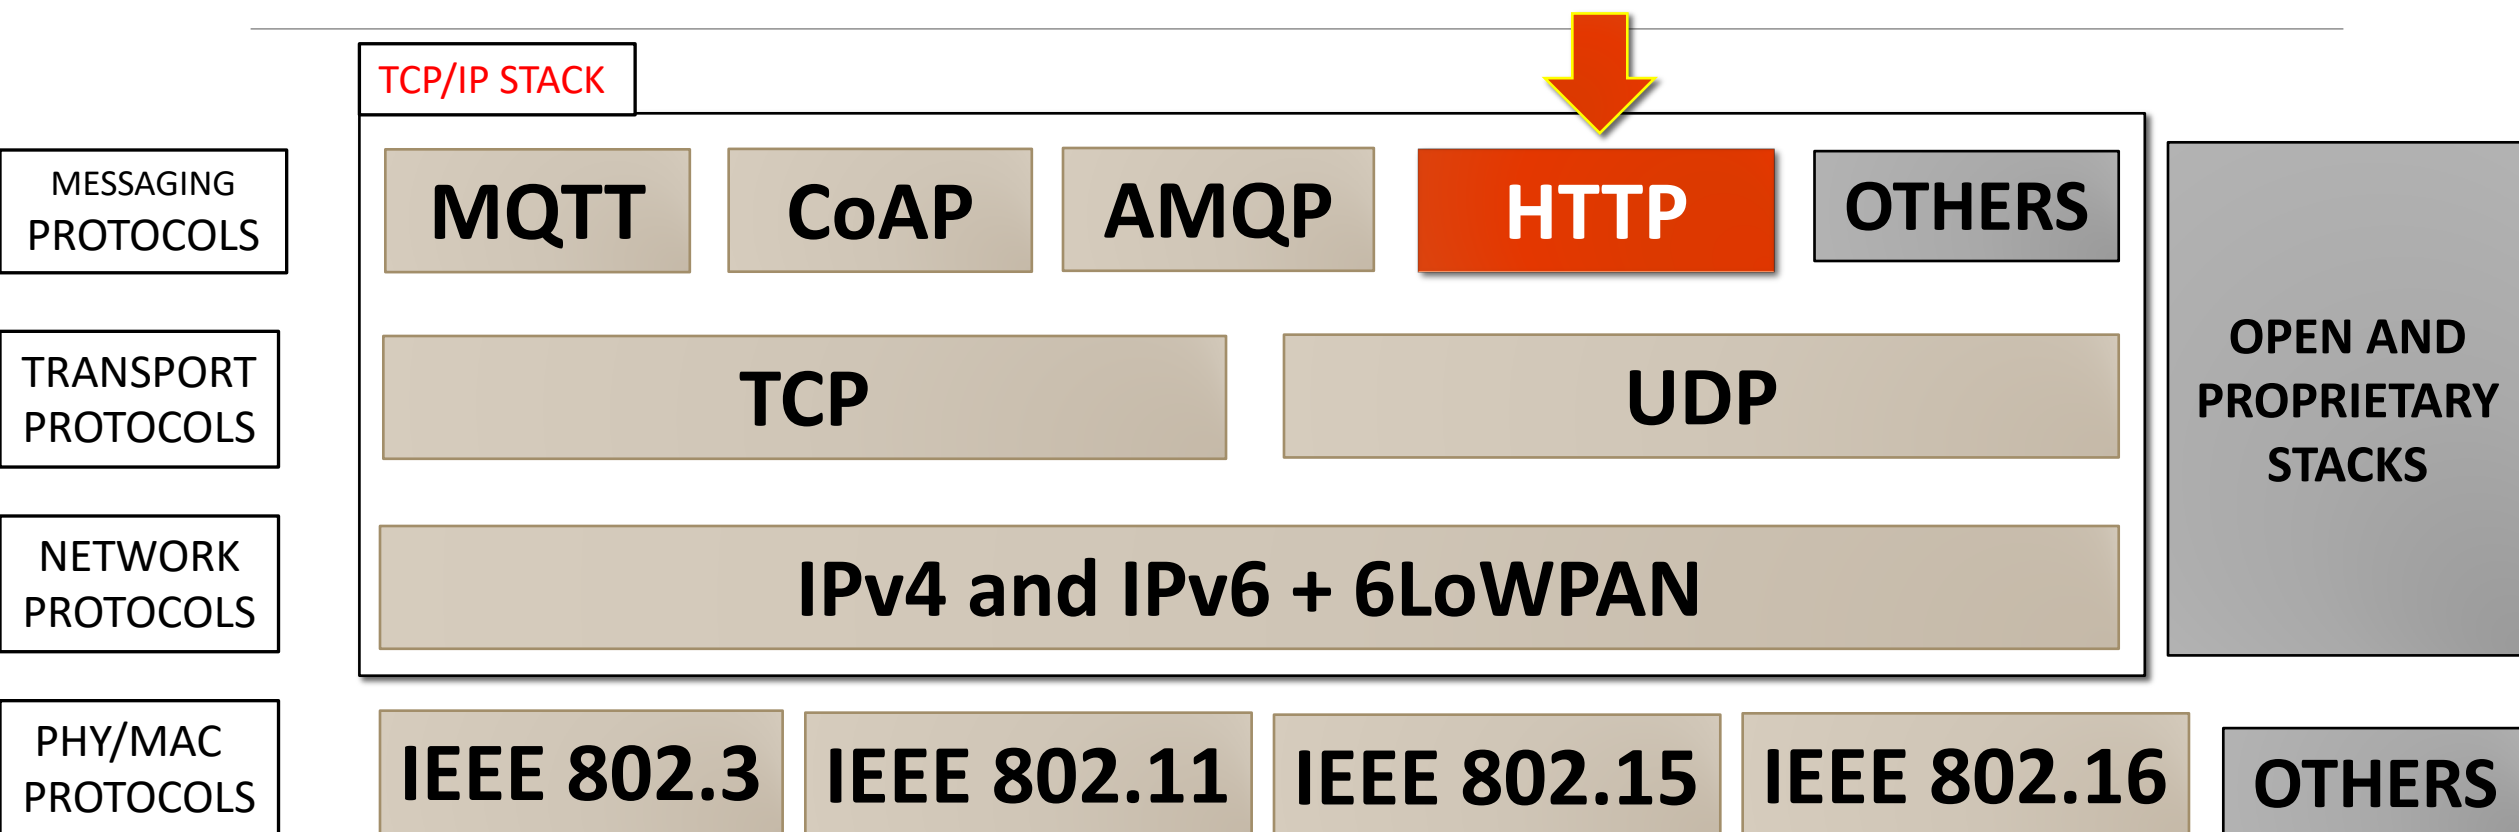 TCP/IP STACK
MESSAGING
PROTOCOLS
MQTT
CoAP
AMQP
HTTP
OTHERS
TRANSPORT
PROTOCOLS
TCP
UDP
NETWORK
PROTOCOLS
IPv4 and IPv6 + 6LoWPAN
OPEN AND
PROPRIETARY
STACKS
PHY/MAC
PROTOCOLS
IEEE 802.3
IEEE 802.11
IEEE 802.15
IEEE 802.16
OTHERS